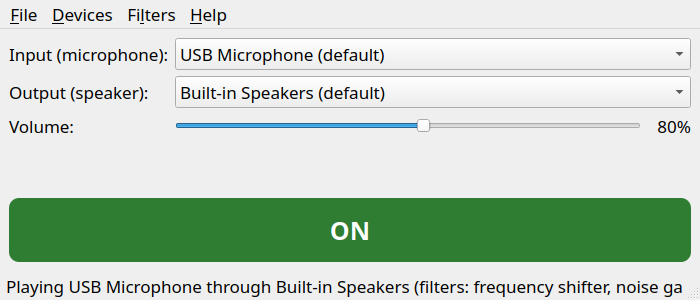 File Devices Filters Help
Input (microphone): USB Microphone (default)
Output (speaker): Built-in Speakers (default)
Volume: 80%
ON
Playing USB Microphone through Built-in Speakers (filters: frequency shifter, noise ga